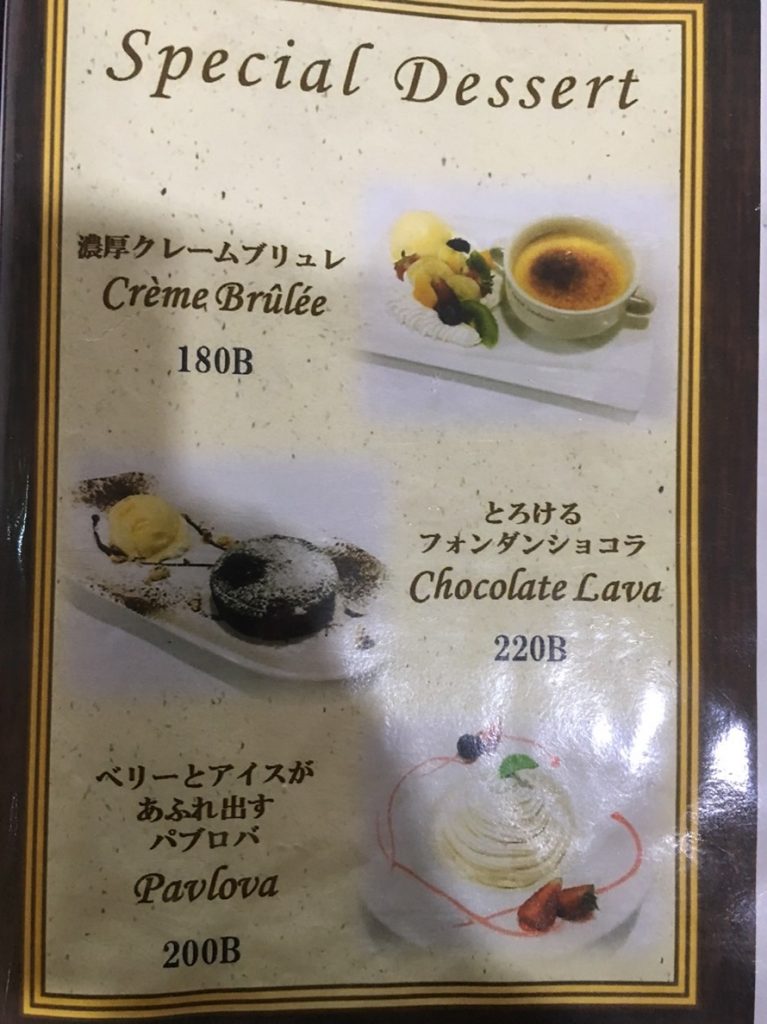 Special Dessert
濃厚クレームブリュレ
Crème Brûlée
180B
とろける
フォンダンショコラ
Chocolate Lava
220B
ベリーとアイスが
あふれ出す
パブロバ
Pavlova
200B